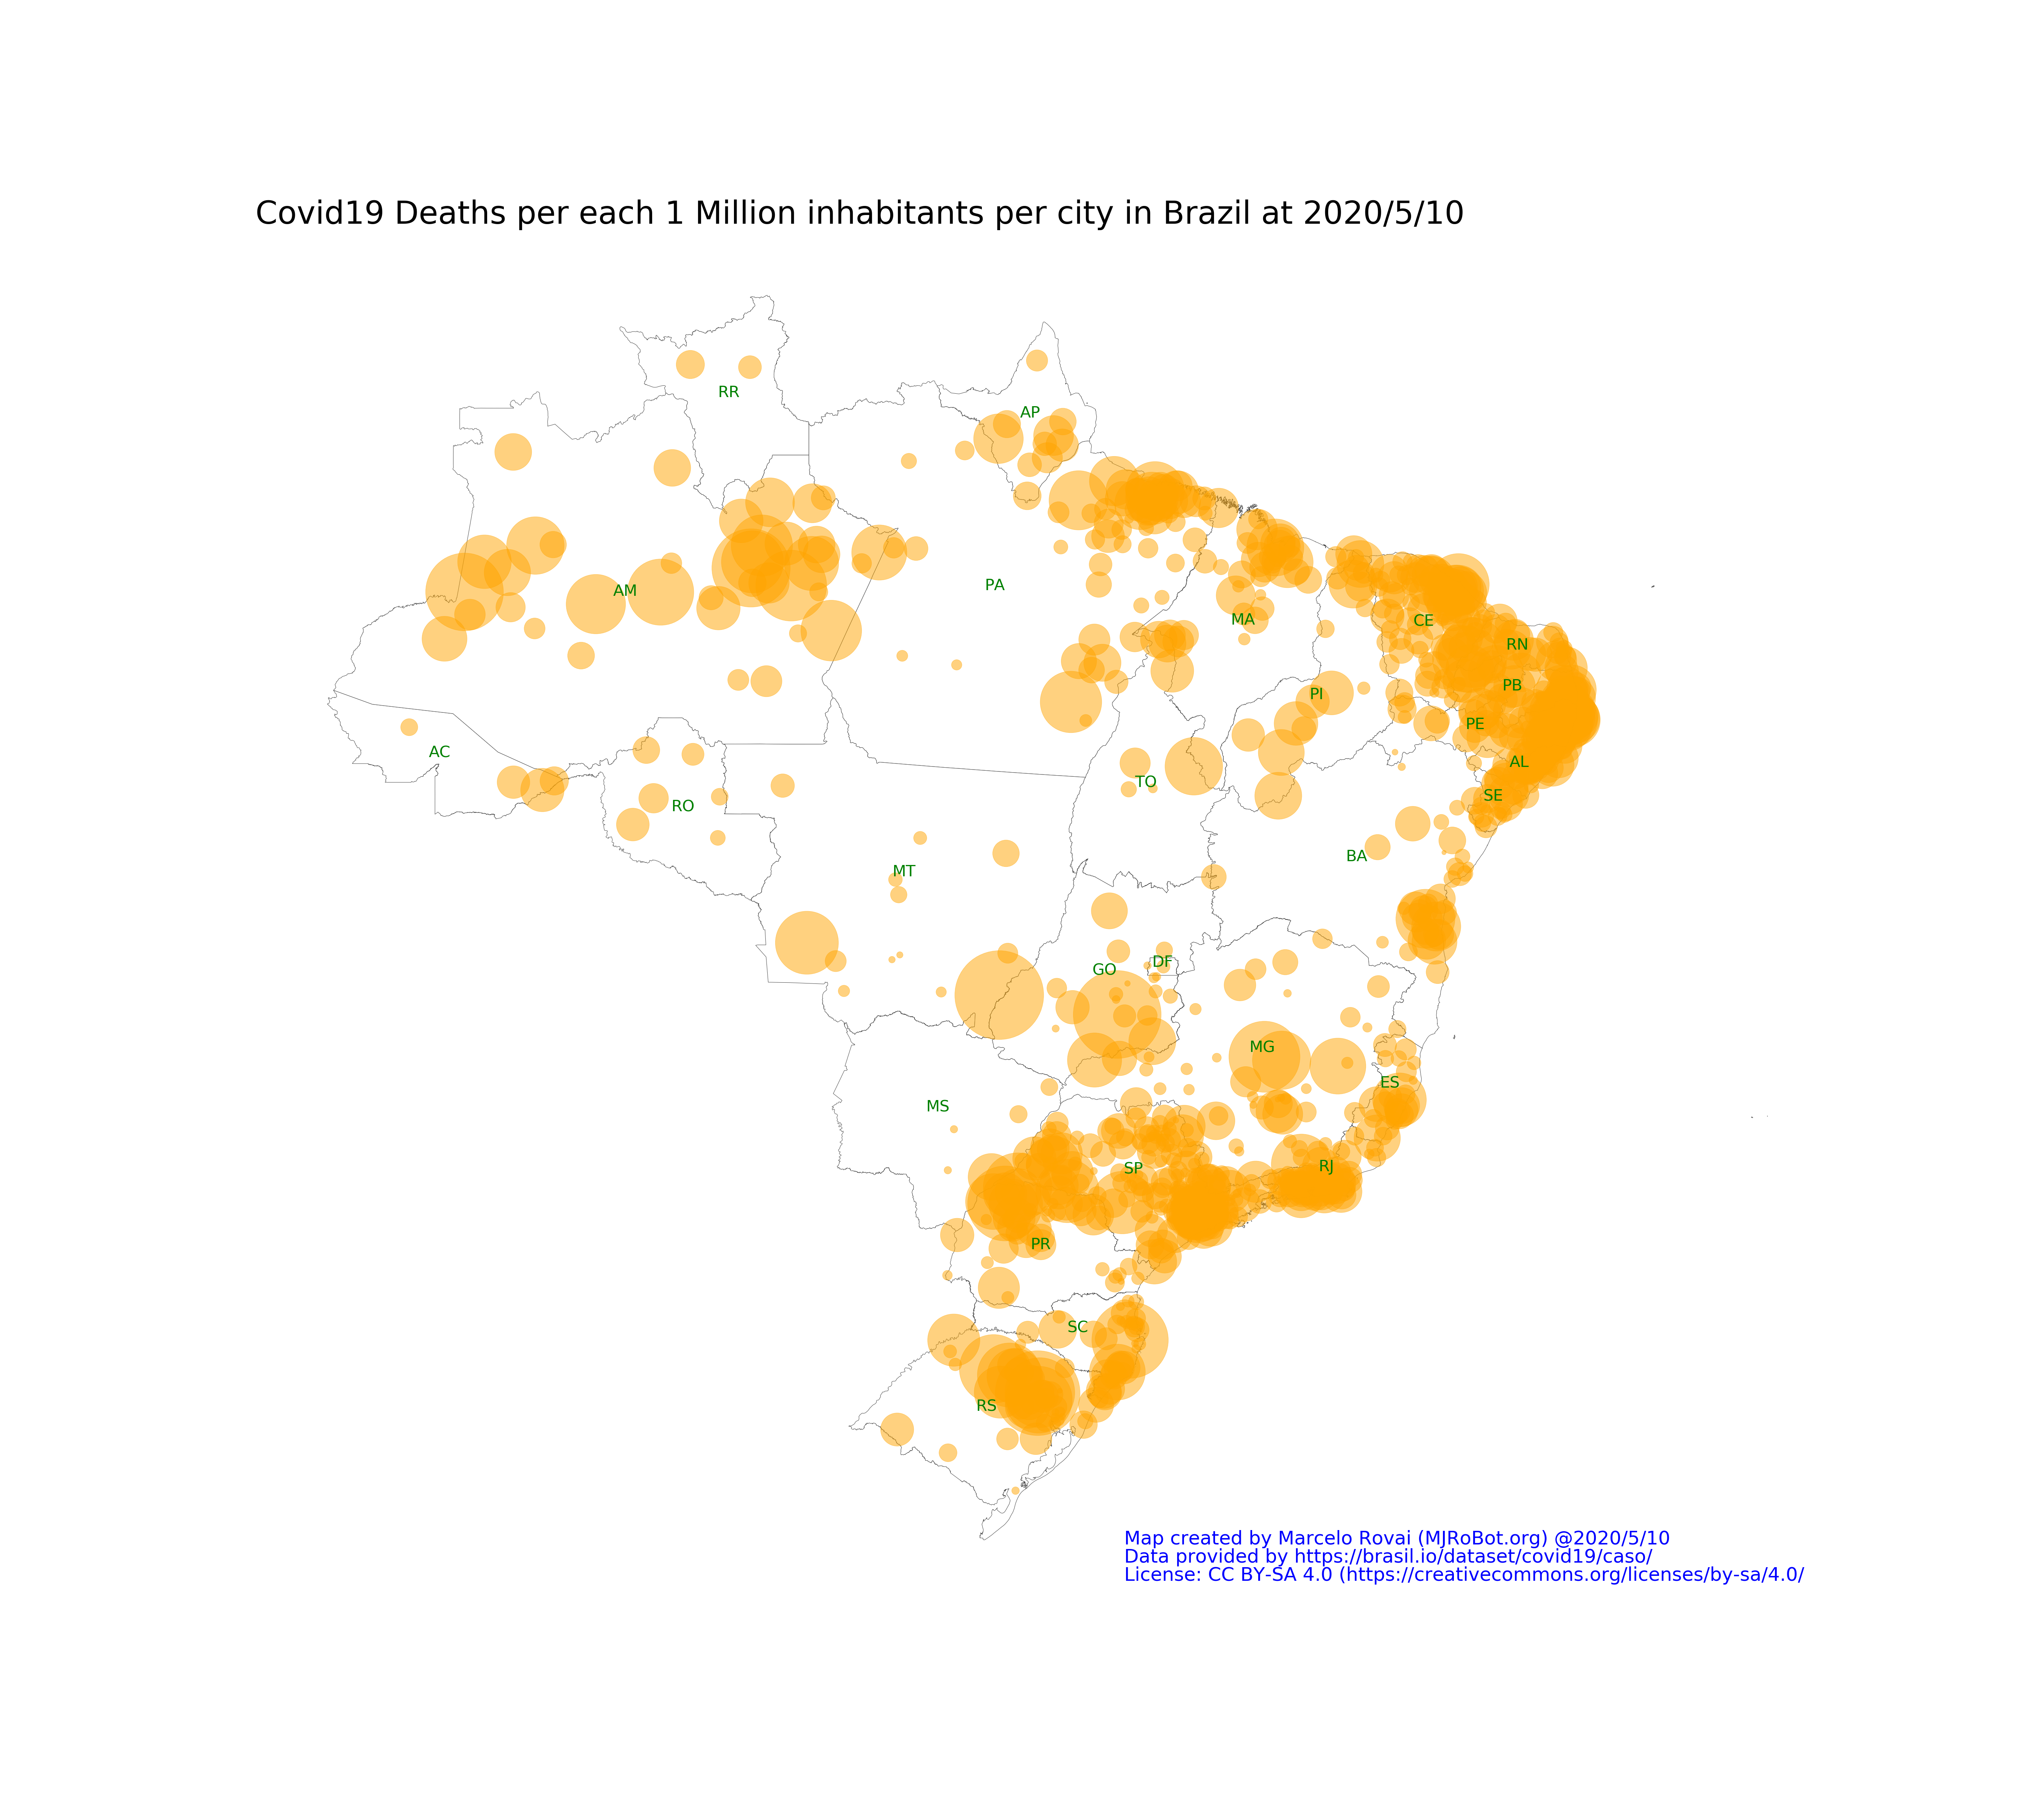 Covid19 Deaths per each 1 Million inhabitants per city in Brazil at 2020/5/10
RR
AP
AM
PA
MA
CE
RN
PI
PB
PE
AC
AL
TO
SE
RO
BA
MT
DF
GO
MG
ES
MS
RJ
SP
PR
SC
RS
Map created by Marcelo Rovai (MJRoBot.org) @2020/5/10
Data provided by https://brasil.io/dataset/covid19/caso/
License: CC BY-SA 4.0 (https://creativecommons.org/licenses/by-sa/4.0/